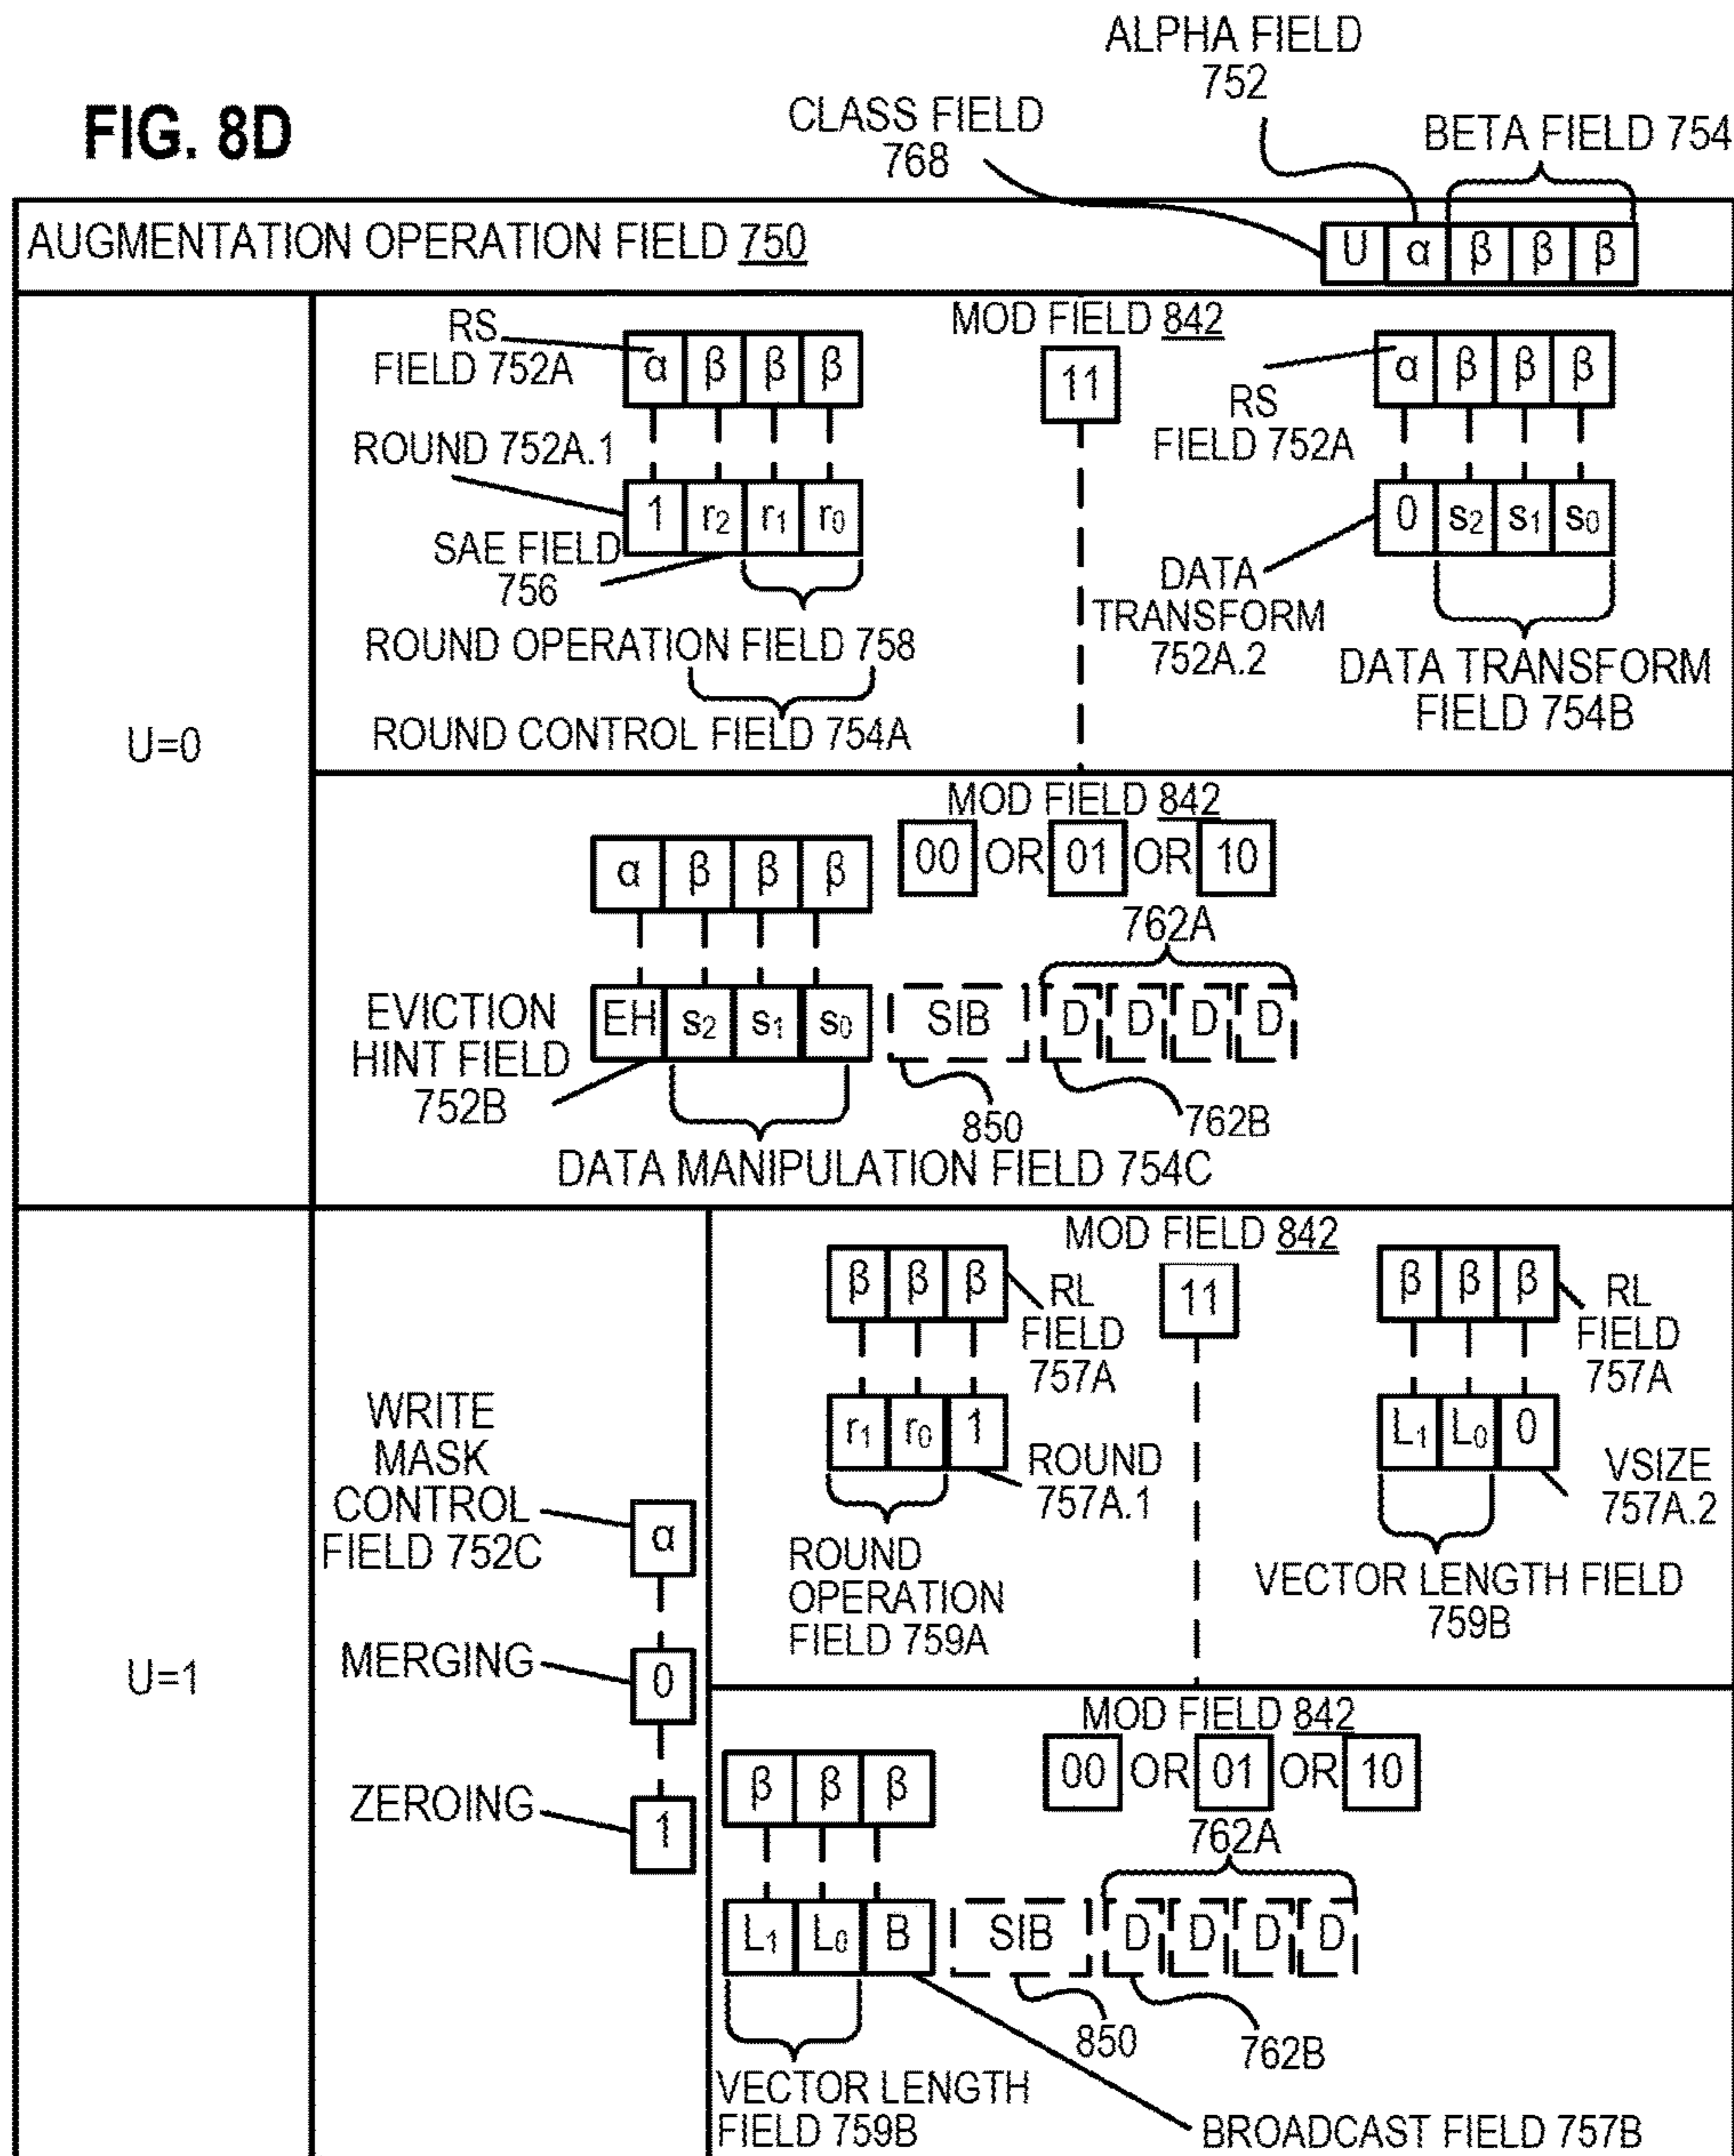 FIG. 8D
ALPHA FIELD
752
CLASS FIELD
768
BETA FIELD 754
AUGMENTATION OPERATION FIELD 750
U α β β β
U=0
RS
FIELD 752A
α β β β
ROUND 752A.1
1 r2 r1 r0
SAE FIELD
756
ROUND OPERATION FIELD 758
ROUND CONTROL FIELD 754A
MOD FIELD 842
11
α β β β
RS
FIELD 752A
0 s2 s1 s0
DATA
TRANSFORM
752A.2
DATA TRANSFORM
FIELD 754B
MOD FIELD 842
00 OR 01 OR 10
α β β β
762A
EVICTION
HINT FIELD
752B
EH s2 s1 s0 SIB D D D D
850
762B
DATA MANIPULATION FIELD 754C
U=1
WRITE
MASK
CONTROL
FIELD 752C
α
MERGING
0
ZEROING
1
MOD FIELD 842
11
β β β
RL
FIELD
757A
r1 r0 1
ROUND
757A.1
ROUND
OPERATION
FIELD 759A
β β β
RL
FIELD
757A
L1 L0 0
VSIZE
757A.2
VECTOR LENGTH FIELD
759B
MOD FIELD 842
00 OR 01 OR 10
β β β
762A
L1 L0 B SIB D D D D
850
762B
VECTOR LENGTH
FIELD 759B
BROADCAST FIELD 757B